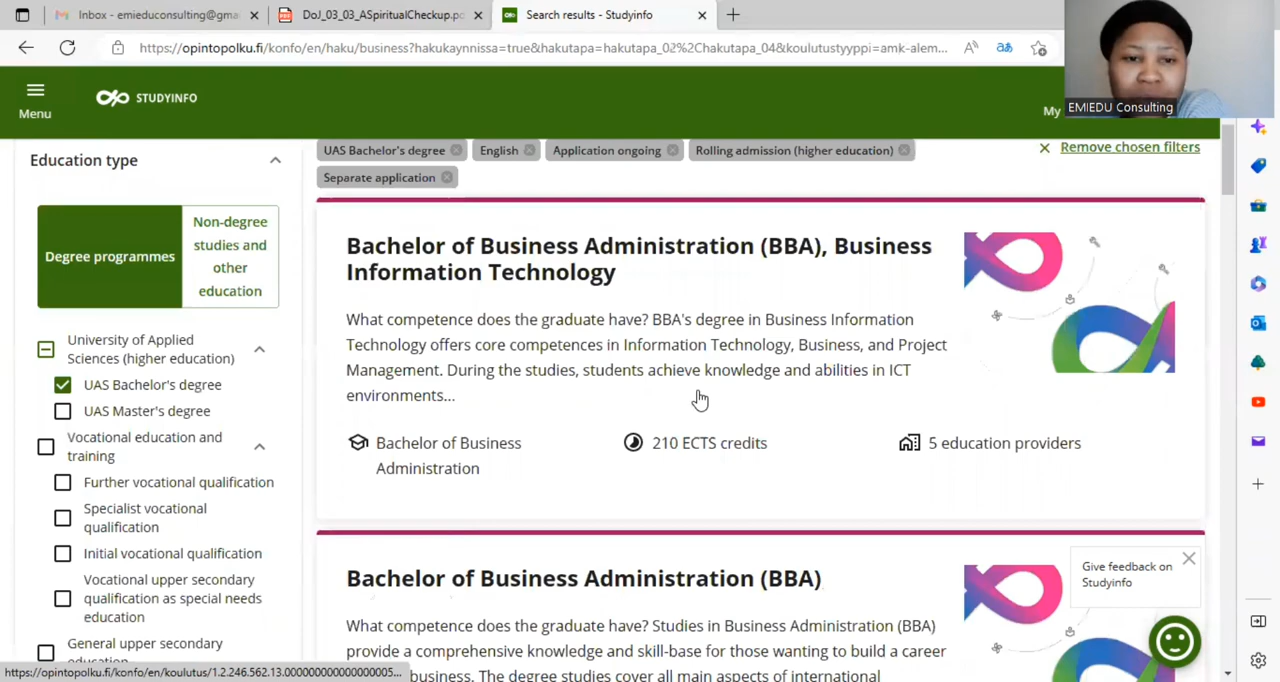 Inbox - emieduconsulting@gmai
DoJ_03_03_ASpiritualCheckup.po
Search results - Studyinfo
https://opintopolku.fi/konfo/en/haku/business?hakukaynnissa=true&hakutapa=hakutapa_02%2Chakutapa_04&koulutustyyppi=amk-alem...
Menu
STUDYINFO
My
EMIEDU Consulting
Education type
Degree programmes
Non-degree
studies and
other
education
University of Applied
Sciences (higher education)
UAS Bachelor's degree
UAS Master's degree
Vocational education and
training
Further vocational qualification
Specialist vocational
qualification
Initial vocational qualification
Vocational upper secondary
qualification as special needs
education
General upper secondary
education
UAS Bachelor's degree
English
Application ongoing
Rolling admission (higher education)
Remove chosen filters
Separate application
Bachelor of Business Administration (BBA), Business
Information Technology
What competence does the graduate have? BBA's degree in Business Information
Technology offers core competences in Information Technology, Business, and Project
Management. During the studies, students achieve knowledge and abilities in ICT
environments...
Bachelor of Business
Administration
210 ECTS credits
5 education providers
Bachelor of Business Administration (BBA)
What competence does the graduate have? Studies in Business Administration (BBA)
provide a comprehensive knowledge and skill-base for those wanting to build a career
in business. The degree studies cover all main aspects of international
Give feedback on
Studyinfo
https://opintopolku.fi/konfo/en/koulutus/1.2.246.562.13.00000000000000000005...